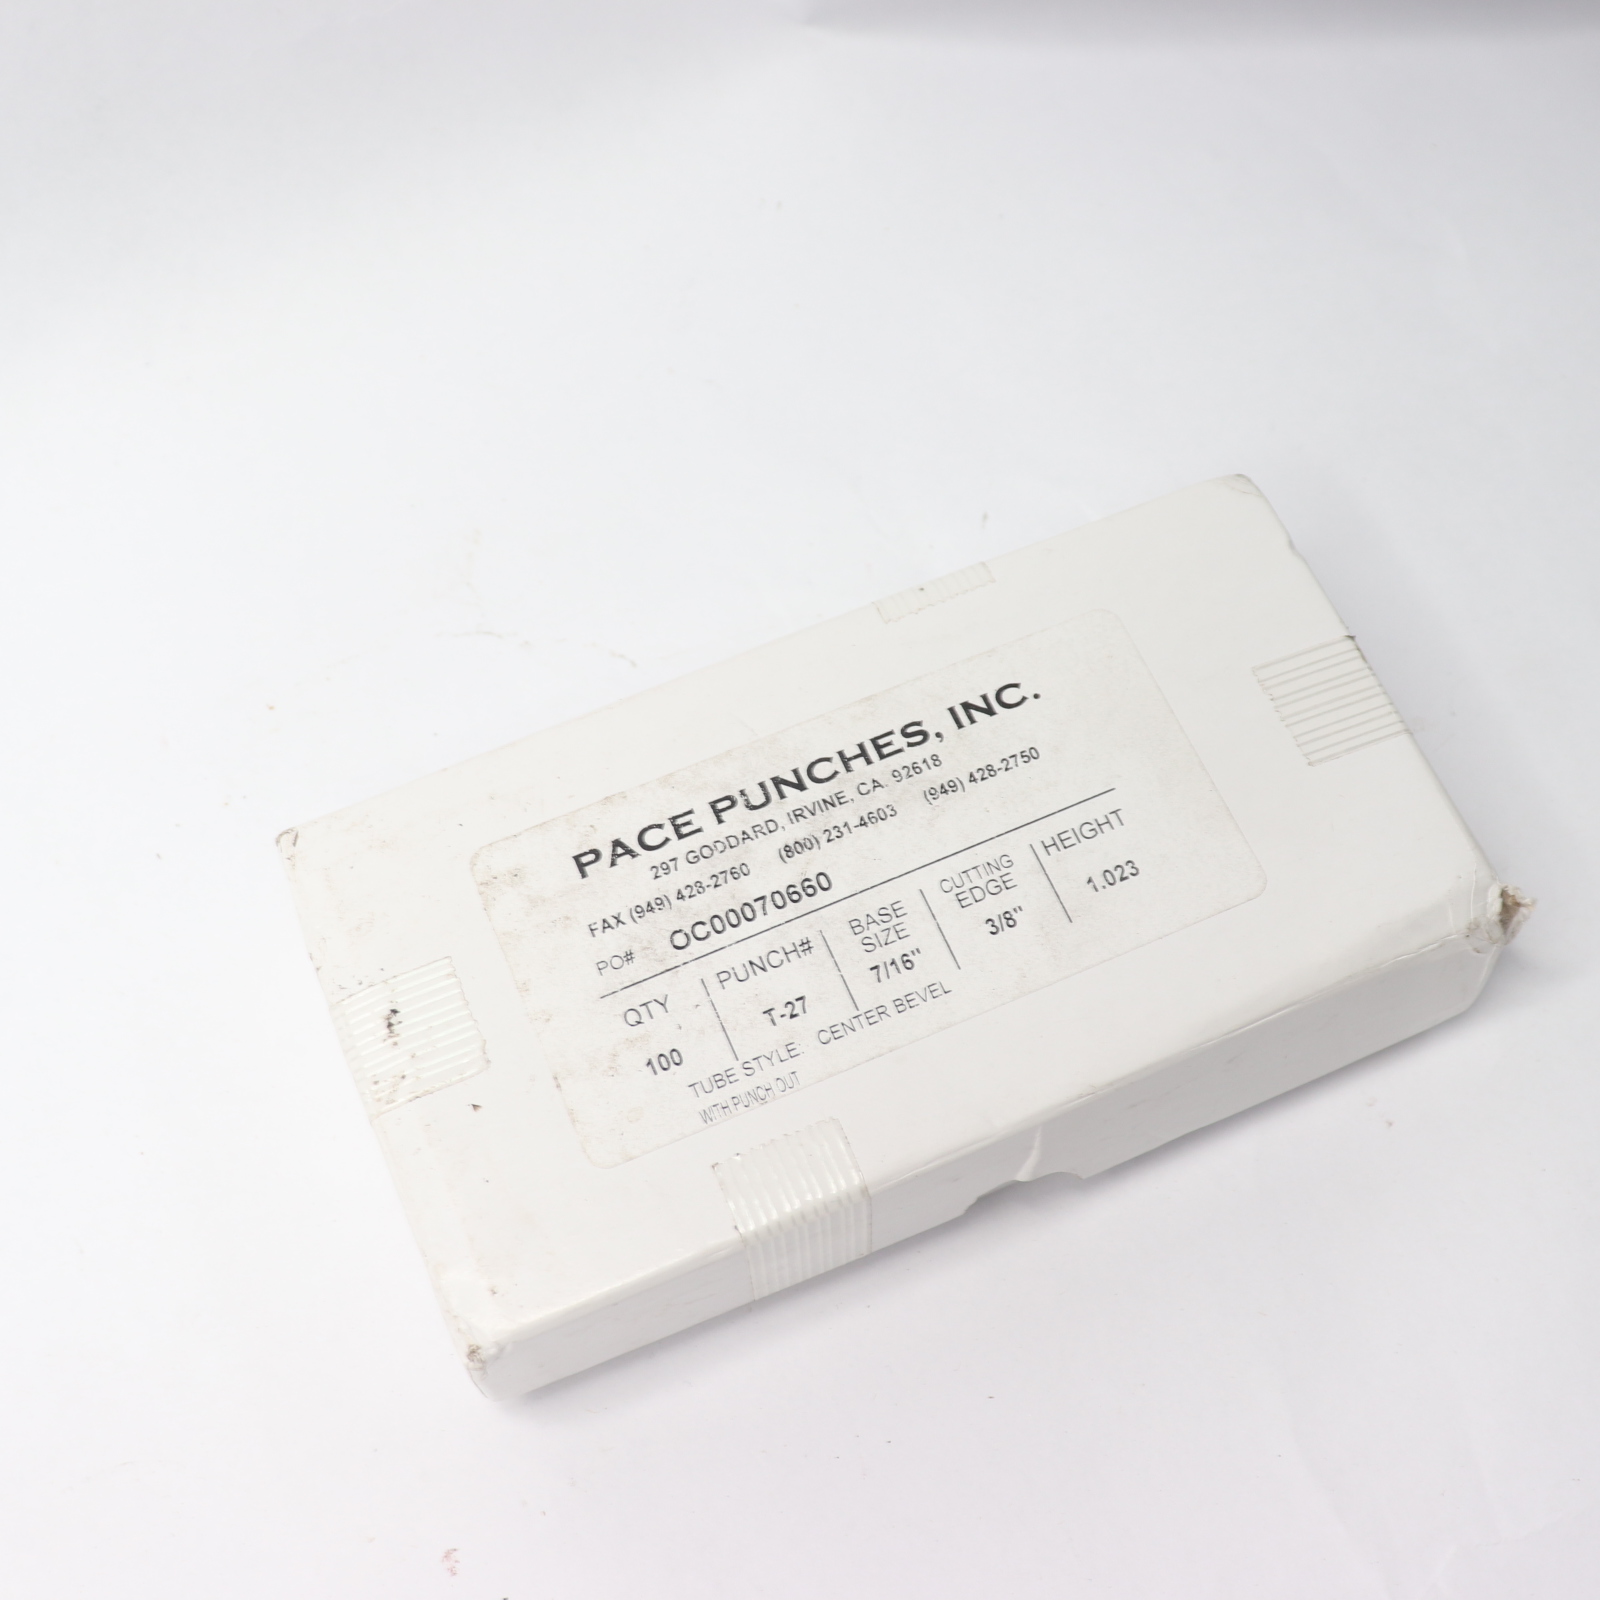 PACE PUNCHES, INC.
297 GODDARD, IRVINE, CA. 92618
FAX (949) 428-2760 (800) 231-4603 (949) 428-2750
PO# OC00070660
QTY PUNCH# BASE SIZE CUTTING EDGE HEIGHT
100 T-27 7/16" 3/8" 1.023
TUBE STYLE: CENTER BEVEL
WITH PUNCH OUT